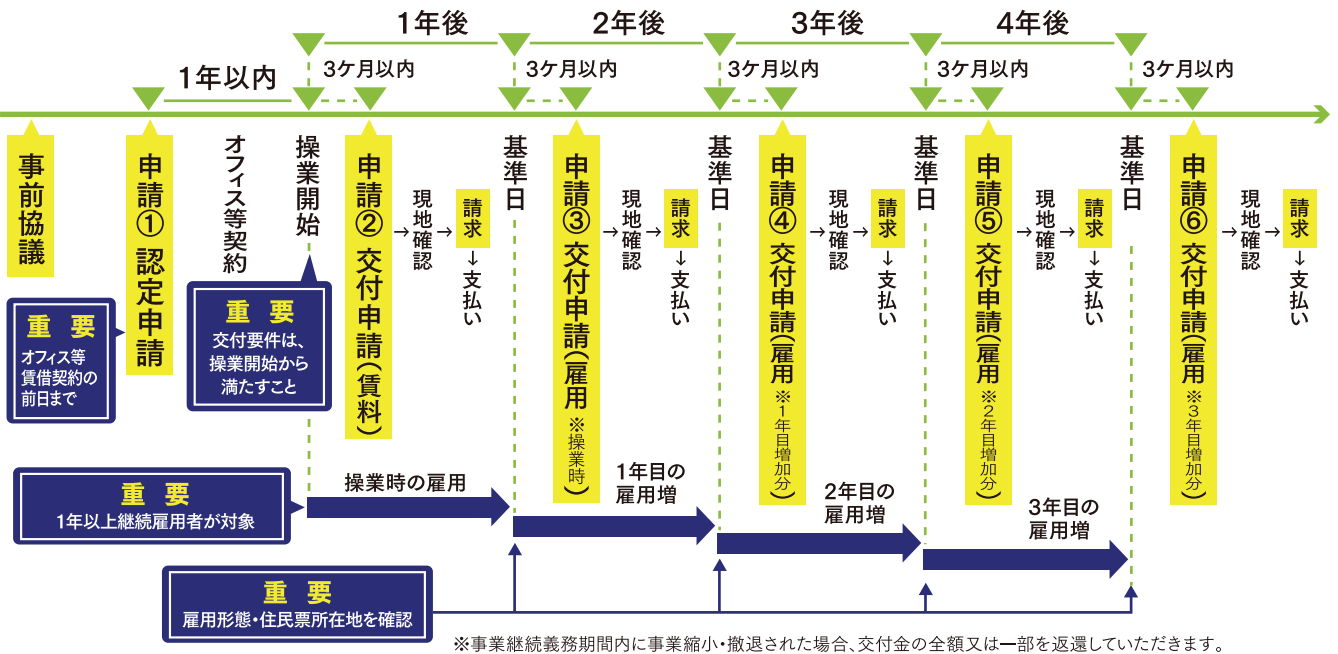 1年後
2年後
3年後
4年後
1年以内
3ケ月以内
3ケ月以内
3ケ月以内
3ケ月以内
3ケ月以内
事前協議
申請① 認定申請
オフィス等契約
操業開始
申請② 交付申請(賃料)
→現地確認→
請求
→支払い
基準日
申請③ 交付申請(雇用 ※操業時)
→現地確認→
請求
→支払い
基準日
申請④ 交付申請(雇用 ※1年目増加分)
→現地確認→
請求
→支払い
基準日
申請⑤ 交付申請(雇用 ※2年目増加分)
→現地確認→
請求
→支払い
基準日
申請⑥ 交付申請(雇用 ※3年目増加分)
→現地確認→
請求
→支払い
重 要
オフィス等
賃借契約の
前日まで
重 要
交付要件は、
操業開始から
満たすこと
重 要
1年以上継続雇用者が対象
操業時の雇用
1年目の
雇用増
2年目の
雇用増
3年目の
雇用増
重 要
雇用形態・住民票所在地を確認
※事業継続義務期間内に事業縮小・撤退された場合、交付金の全額又は一部を返還していただきます。